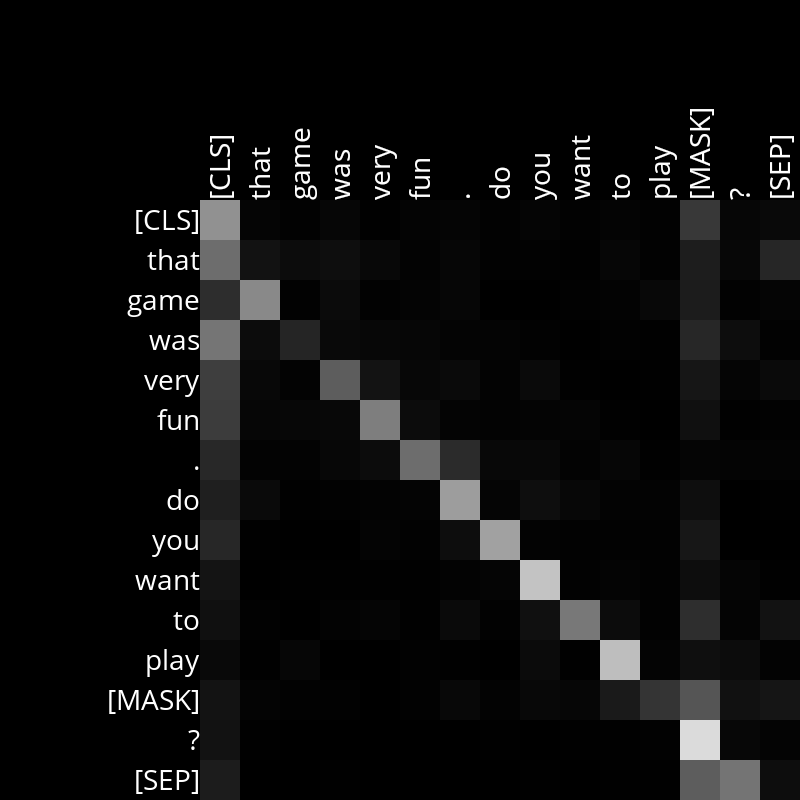 [CLS] that game was very fun . do you want to play [MASK] ? [SEP]
[CLS]
that
game
was
very
fun
.
do
you
want
to
play
[MASK]
?
[SEP]